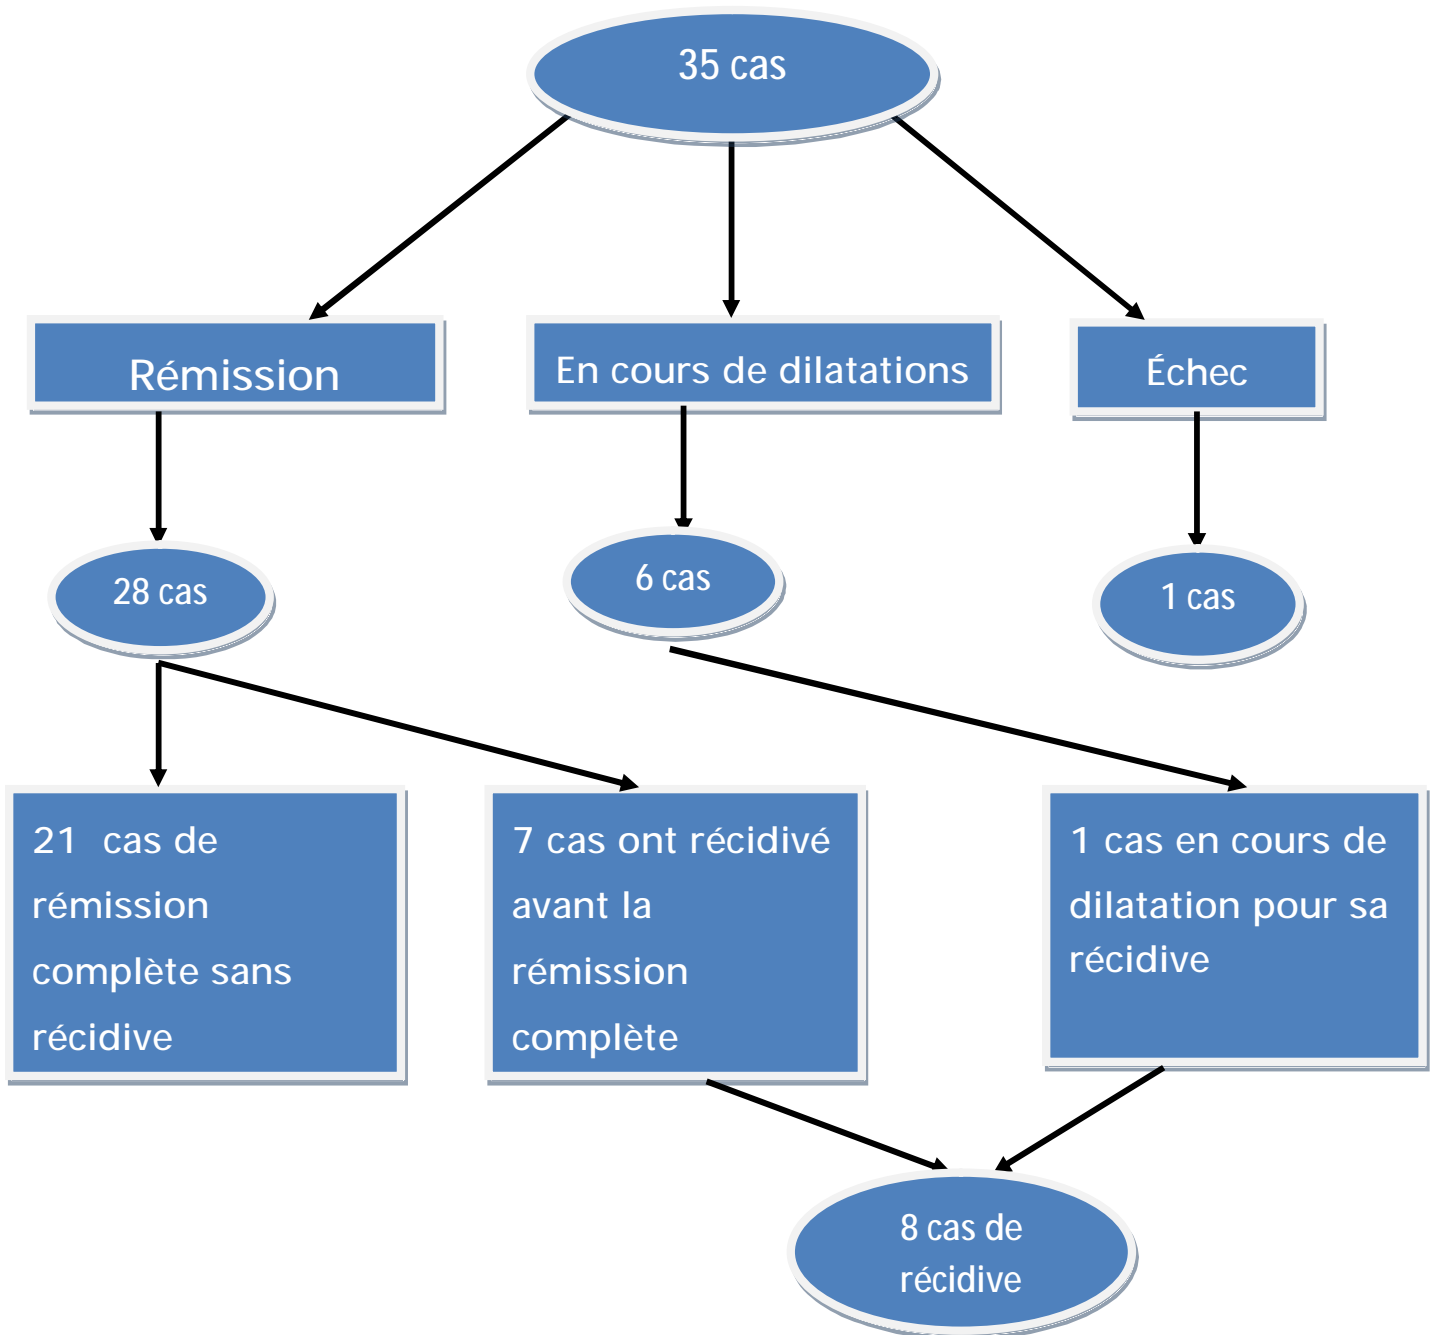 35 cas
Rémission
En cours de dilatations
Échec
28 cas
6 cas
1 cas
21 cas de
rémission
complète sans
récidive
7 cas ont récidivé
avant la
rémission
complète
1 cas en cours de
dilatation pour sa
récidive
8 cas de
récidive